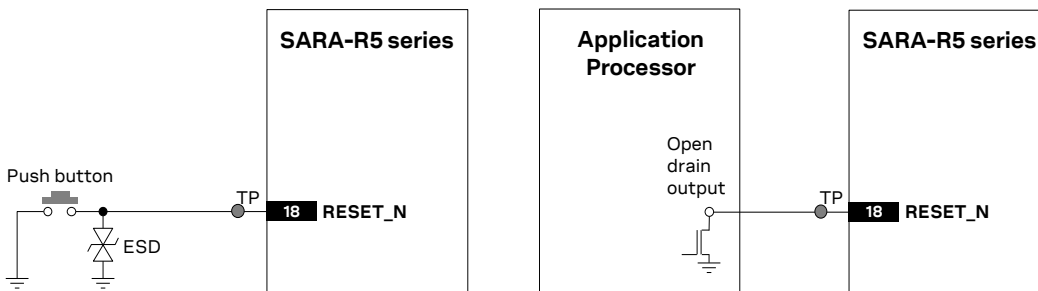 SARA-R5 series
Push button
TP
18 RESET_N
ESD
Application
Processor
Open
drain
output
SARA-R5 series
TP
18 RESET_N